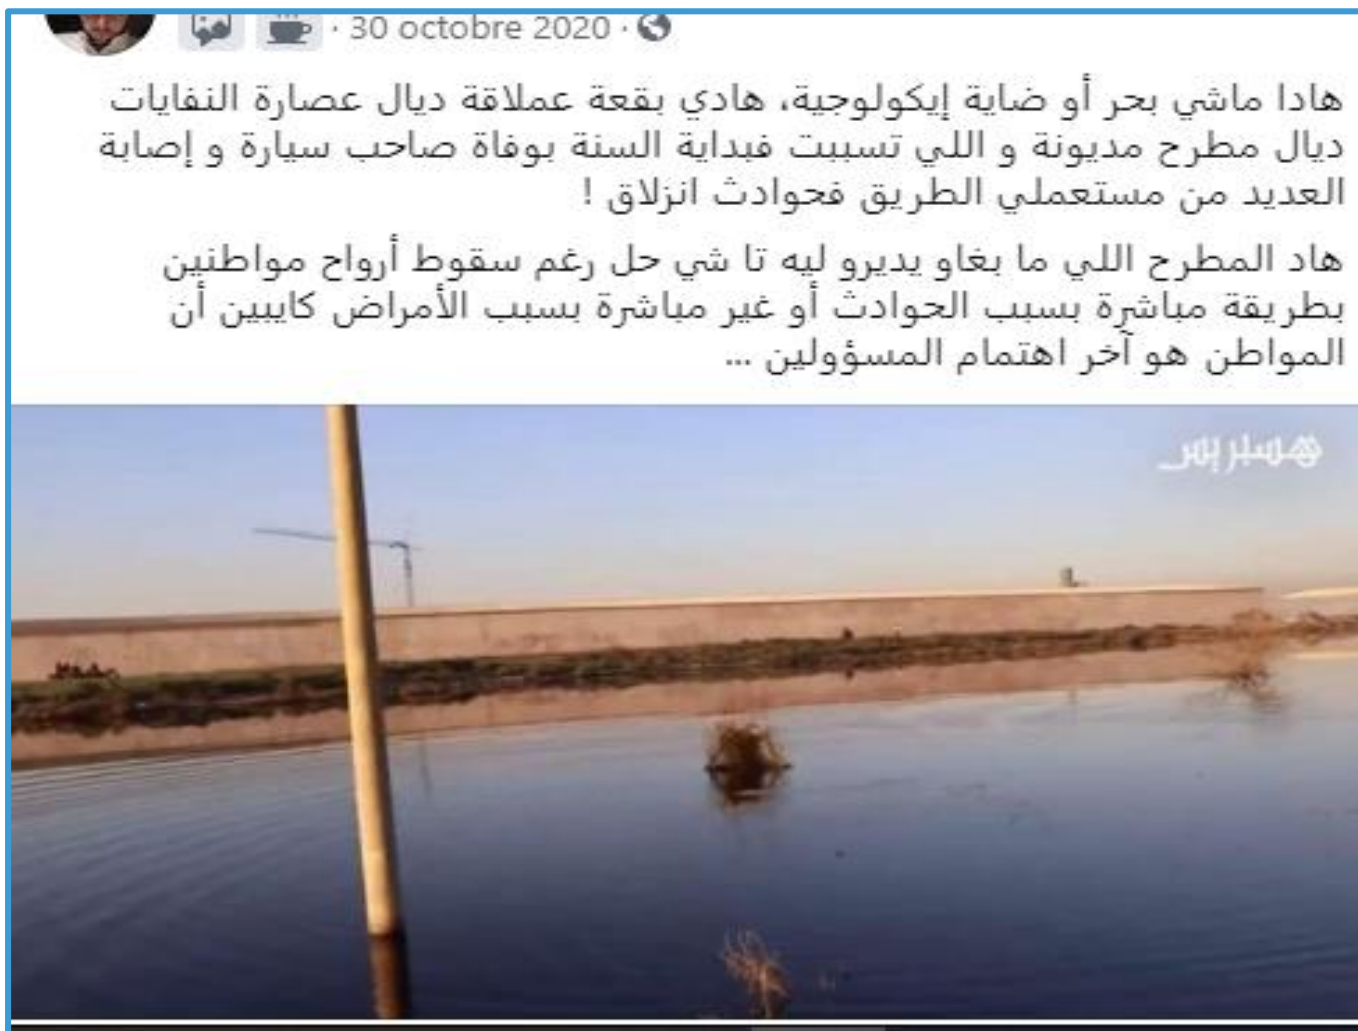 30 octobre 2020
هادا ماشي بحر أو ضاية إيكولوجية، هادي بقعة عملاقة ديال عصارة النفايات
ديال مطرح مديونة و اللي تسببت فبداية السنة بوفاة صاحب سيارة و إصابة
العديد من مستعملي الطريق فحوادث انزلاق !
هاد المطرح اللي ما بغاو يديرو ليه تا شي حل رغم سقوط أرواح مواطنين
بطريقة مباشرة بسبب الحوادث أو غير مباشرة بسبب الأمراض كايبين أن
المواطن هو آخر اهتمام المسؤولين ...
هسبريس